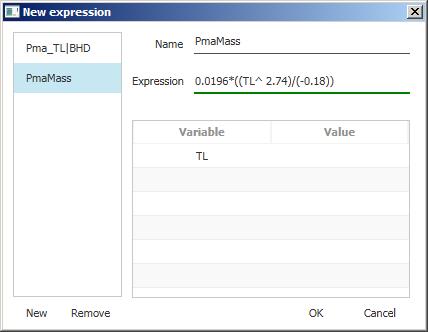 New expression
Pma_TL|BHD
PmaMass
Name PmaMass
Expression 0.0196*((TL^ 2.74)/(-0.18))
Variable Value
TL
New Remove OK Cancel